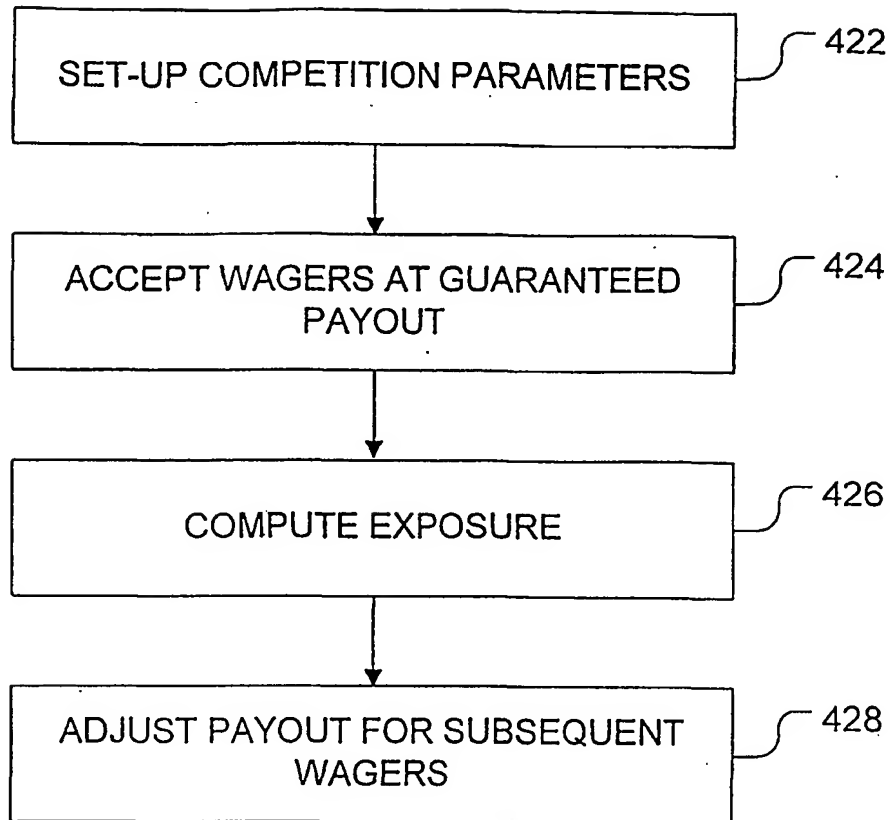 SET-UP COMPETITION PARAMETERS
422
ACCEPT WAGERS AT GUARANTEED
PAYOUT
424
COMPUTE EXPOSURE
426
ADJUST PAYOUT FOR SUBSEQUENT
WAGERS
428